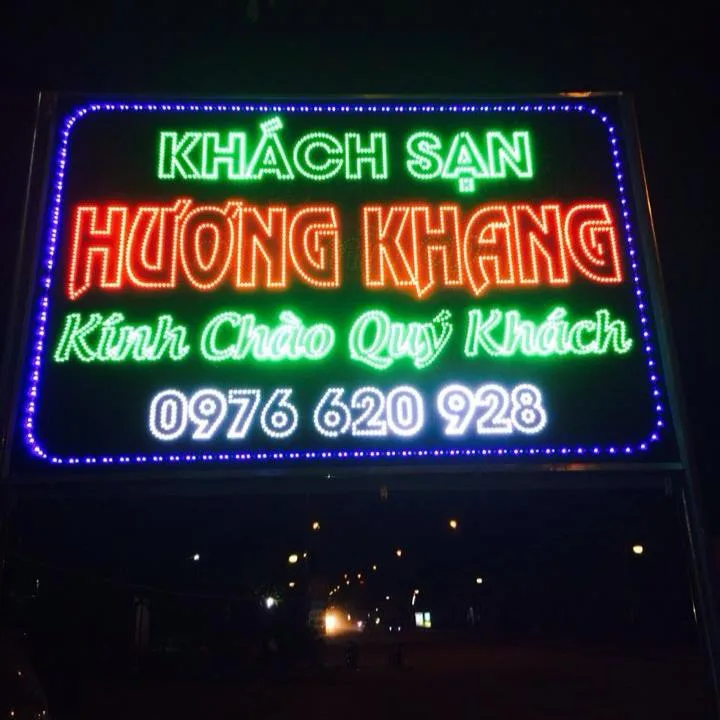 KHÁCH SẠN
HƯƠNG KHANG
Kính Chào Quý Khách
0976 620 928